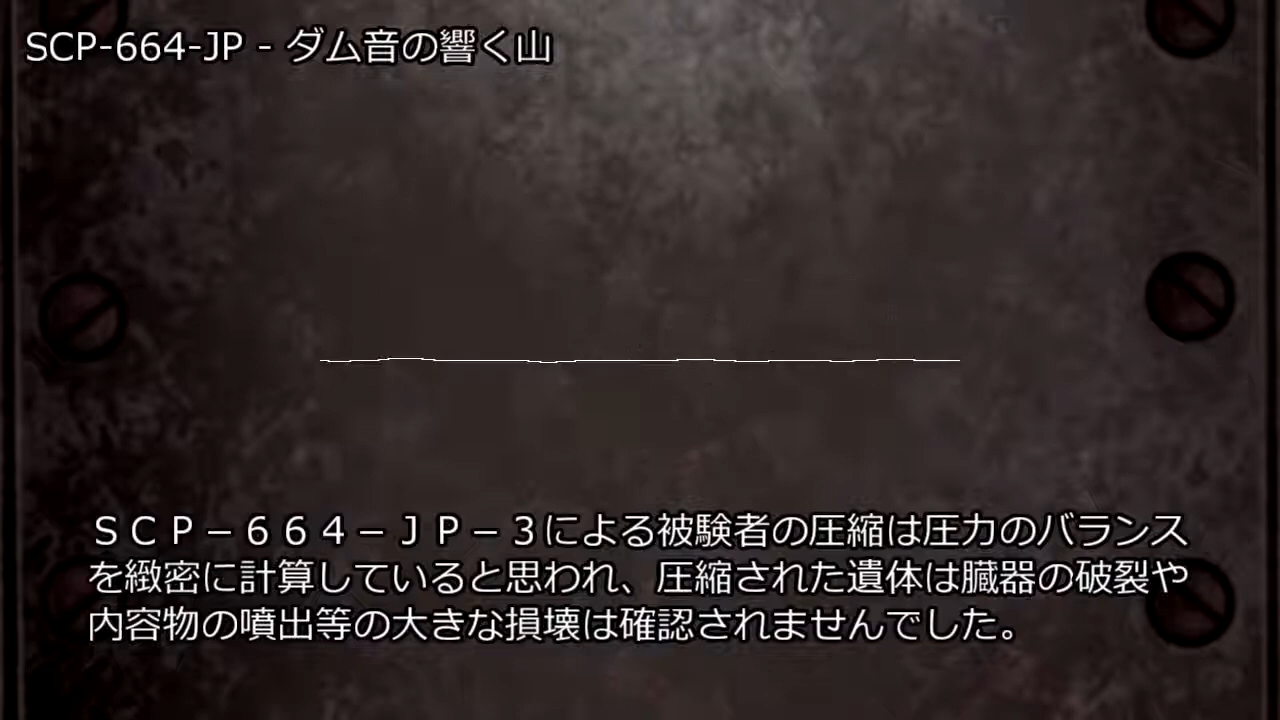 SCP-664-JP - ダム音の響く山
ＳＣＰ－６６４－ＪＰ－３による被験者の圧縮は圧力のバランス
を緻密に計算していると思われ、圧縮された遺体は臓器の破裂や
内容物の噴出等の大きな損壊は確認されませんでした。